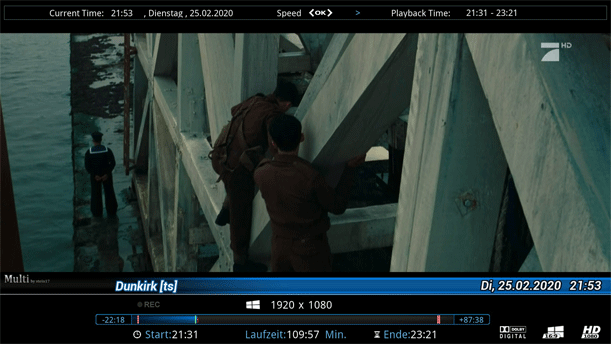 Current Time: 21:53 , Dienstag , 25.02.2020 Speed <OK> > Playback Time: 21:31 - 23:21
HD
Multi
Dunkirk [ts] Di, 25.02.2020 21:53
REC 1920 x 1080
-22:18 +87:38
Start:21:31 Laufzeit:109:57 Min. Ende:23:21 DOLBY DIGITAL 16:9 HD 1080